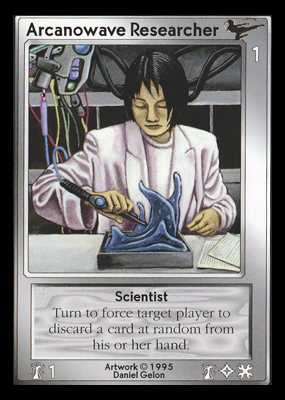 Arcanowave Researcher
1
Scientist
Turn to force target player to
discard a card at random from
his or her hand.
1
Artwork © 1995
Daniel Gelon